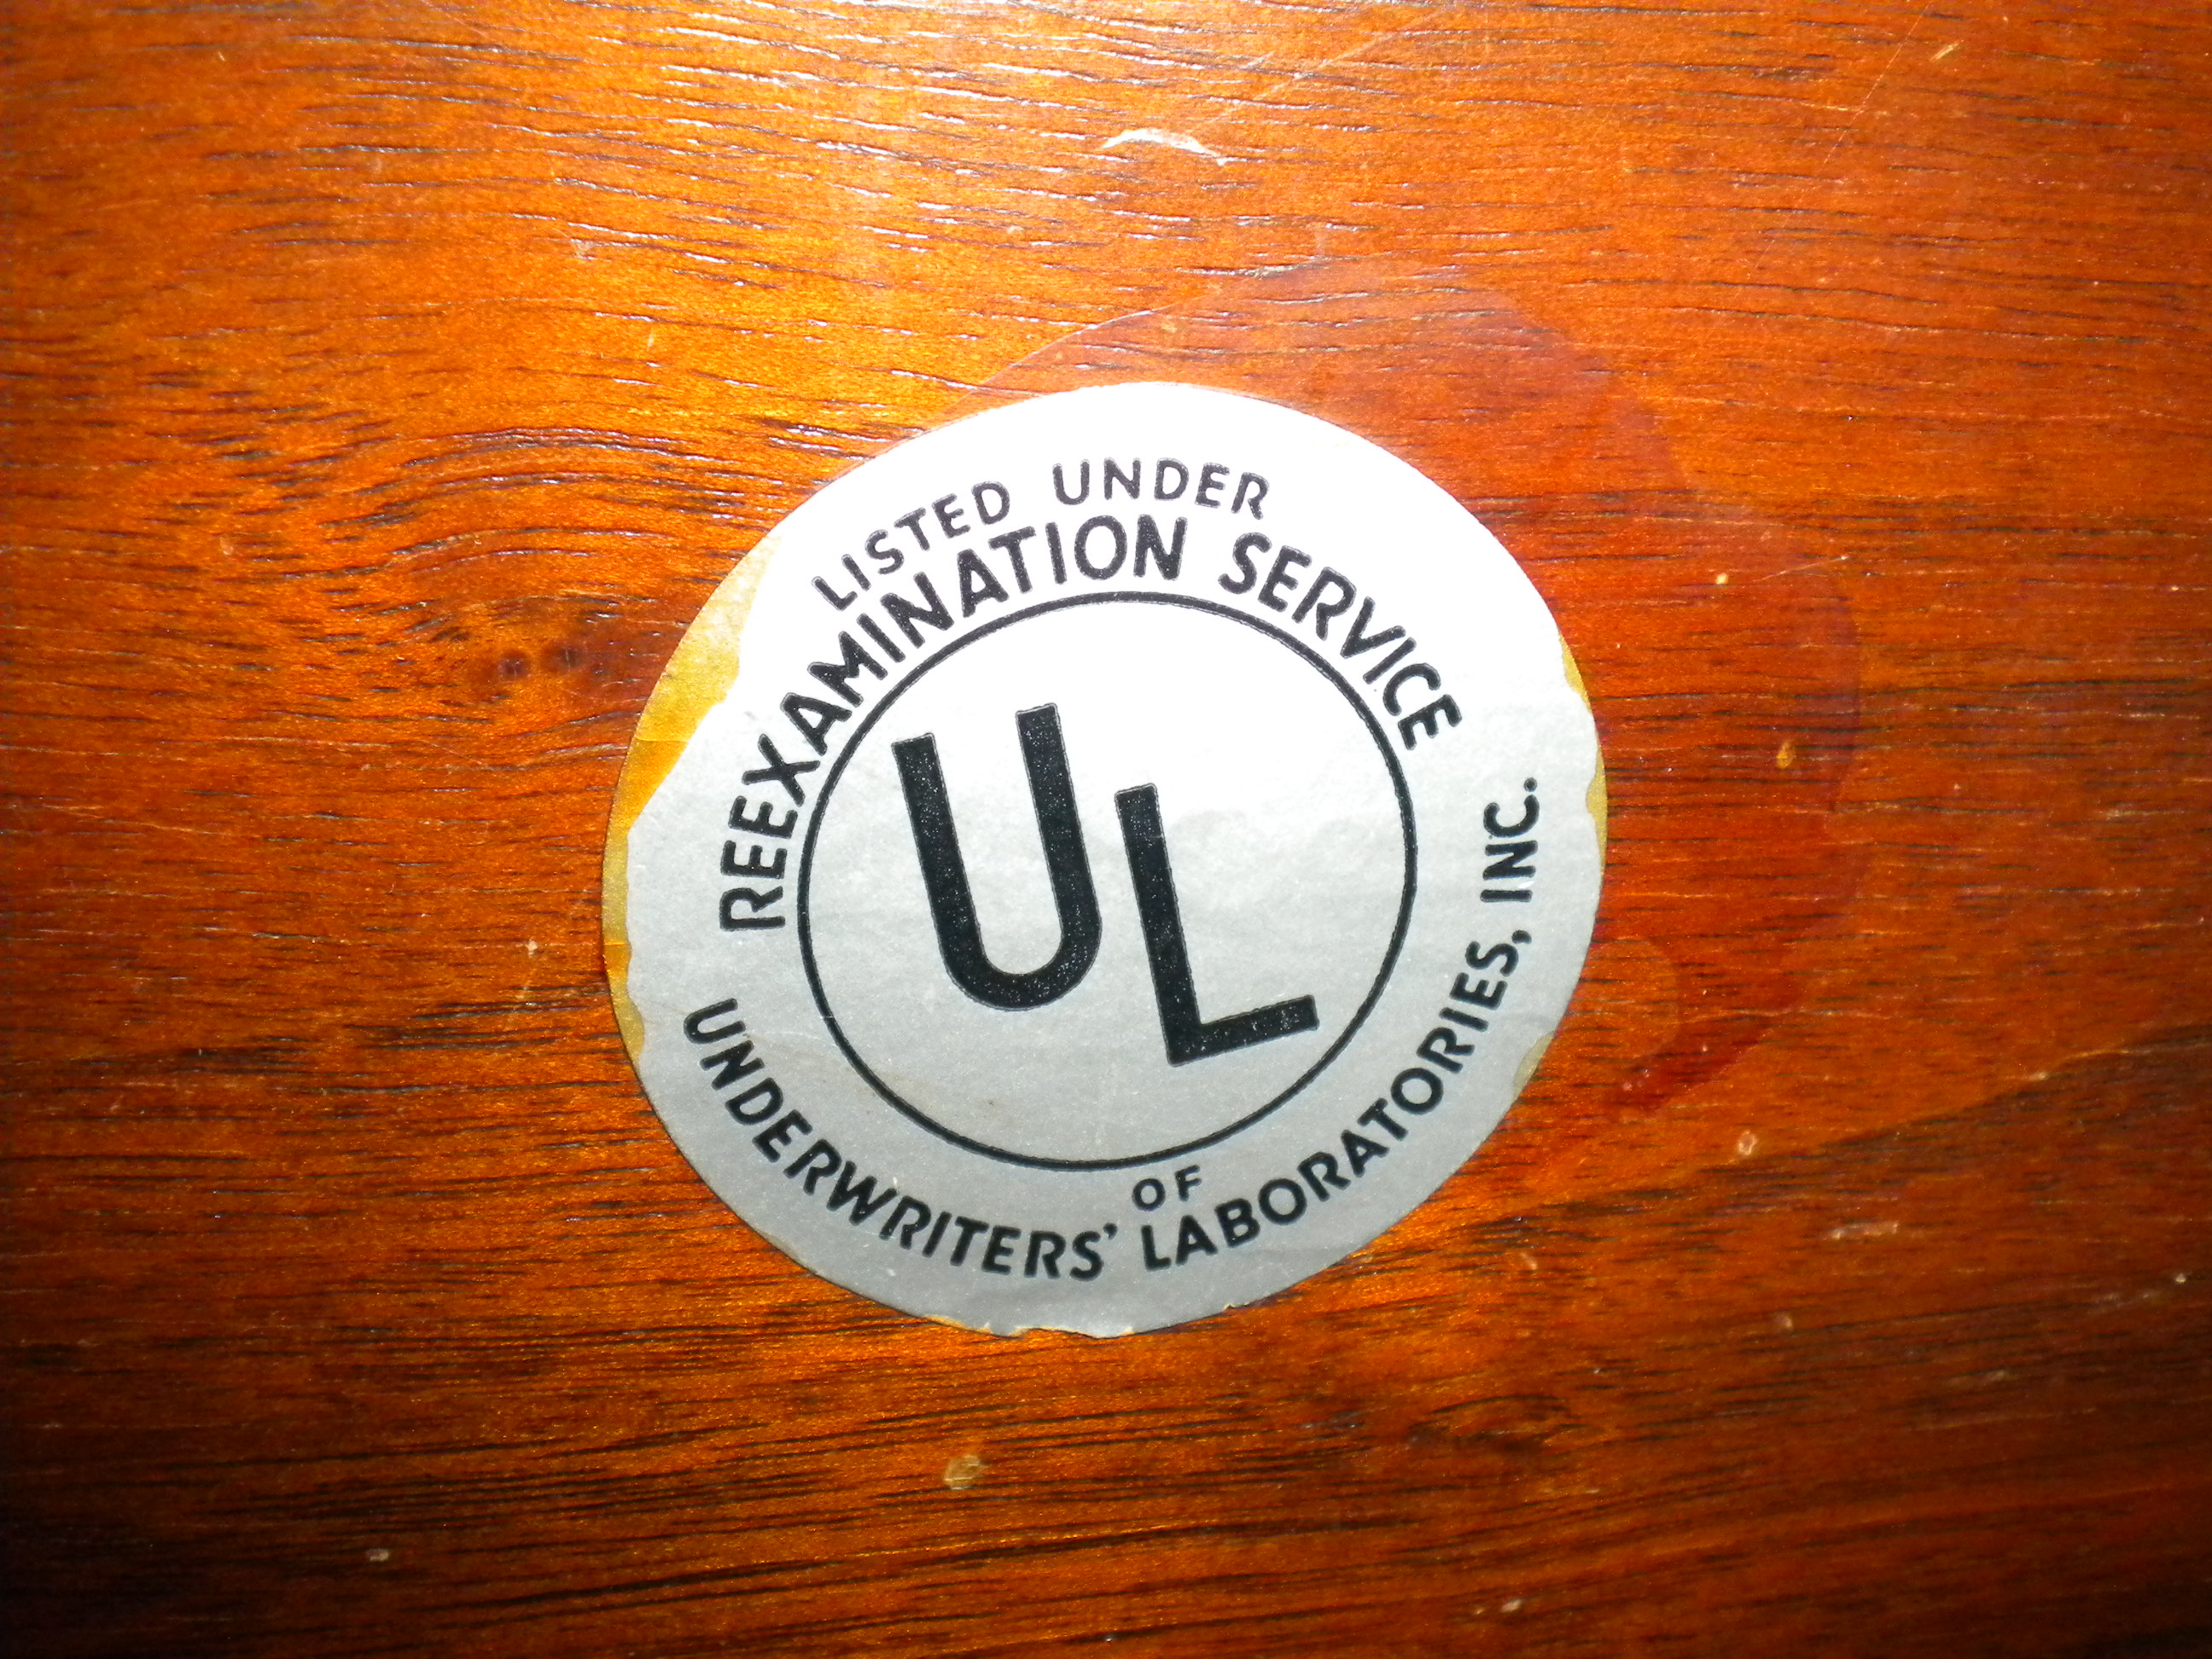 LISTED UNDER
REEXAMINATION SERVICE
UL
OF
UNDERWRITERS' LABORATORIES, INC.